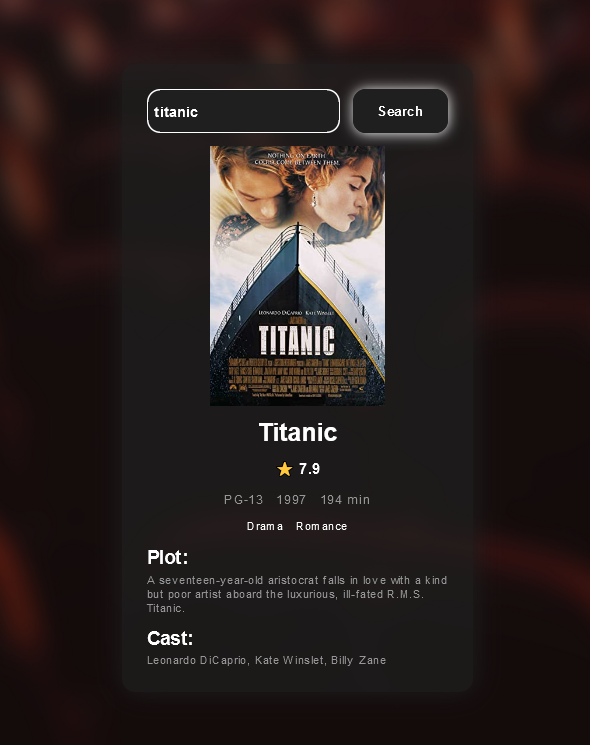 titanic
Search
NOTHING ON EARTH
COULD COME BETWEEN THEM.
LEONARDO DiCAPRIO KATE WINSLET
TITANIC
Titanic
7.9
PG-13 1997 194 min
Drama Romance
Plot:
A seventeen-year-old aristocrat falls in love with a kind
but poor artist aboard the luxurious, ill-fated R.M.S.
Titanic.
Cast:
Leonardo DiCaprio, Kate Winslet, Billy Zane